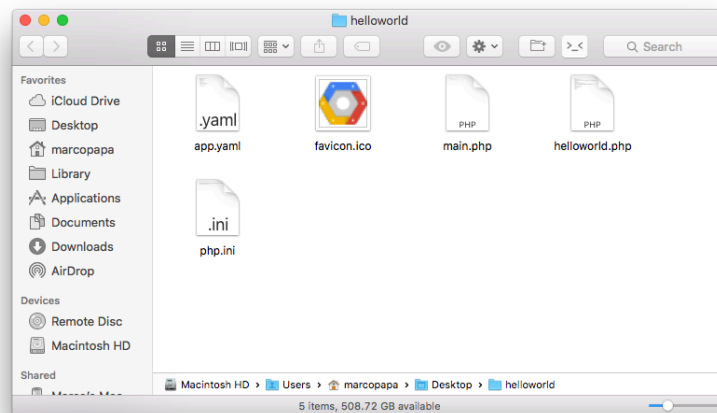 helloworld
Search
Favorites
iCloud Drive
Desktop
marcopapa
Library
Applications
Documents
Downloads
AirDrop
Devices
Remote Disc
Macintosh HD
Shared
.yaml
app.yaml
favicon.ico
PHP
main.php
PHP
helloworld.php
.ini
php.ini
Macintosh HD › Users › marcopapa › Desktop › helloworld
5 items, 508.72 GB available